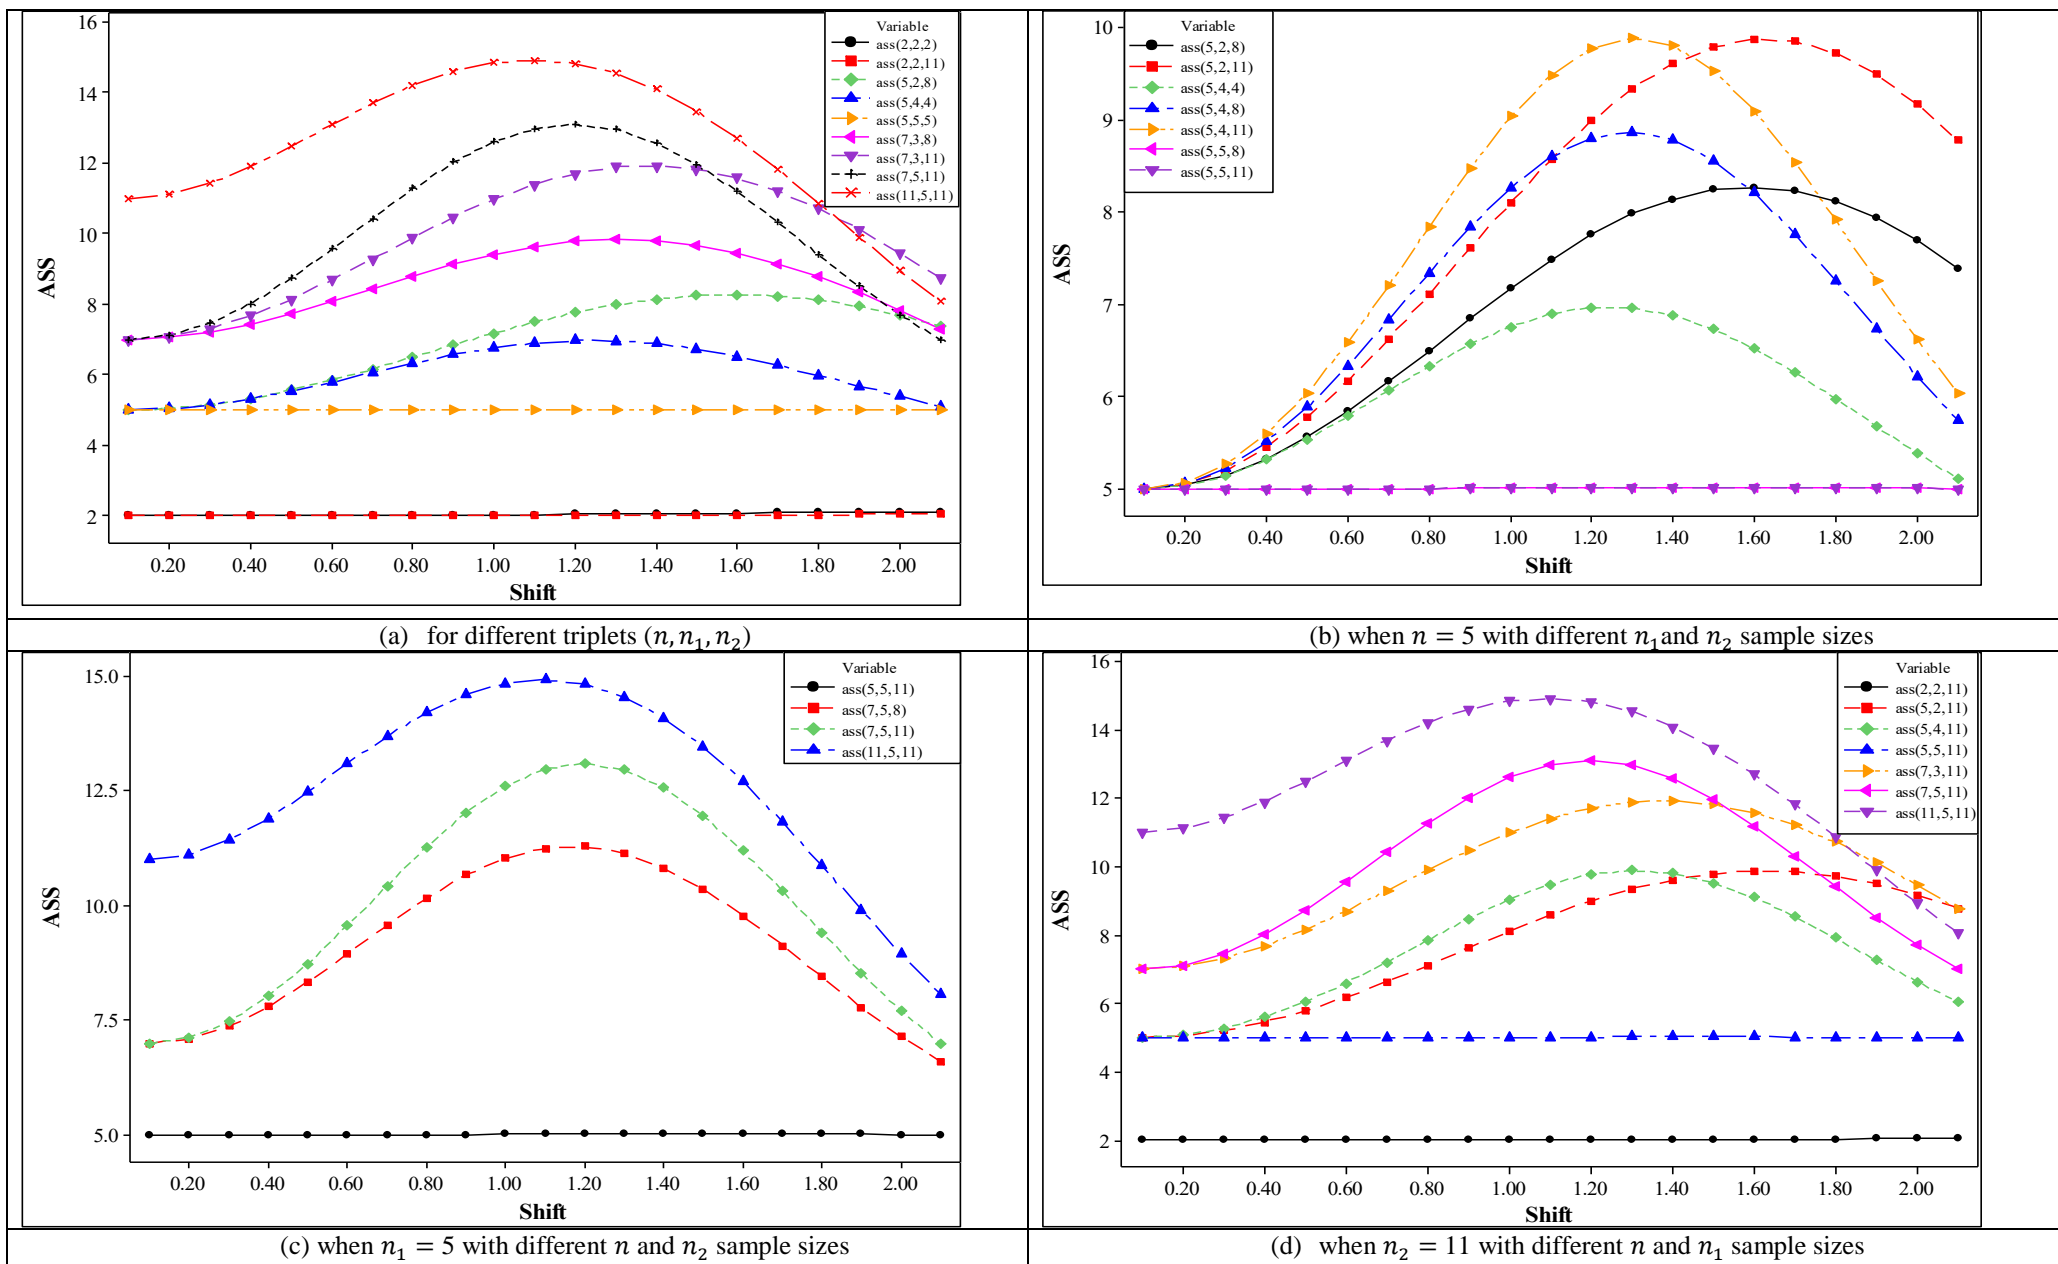 16
14
12
10
8
6
4
2
ASS
0.20 0.40 0.60 0.80 1.00 1.20 1.40 1.60 1.80 2.00
Shift
Variable
ass(2,2,2)
ass(2,2,11)
ass(5,2,8)
ass(5,4,4)
ass(5,5,5)
ass(7,3,8)
ass(7,3,11)
ass(7,5,11)
ass(11,5,11)
(a) for different triplets (n, n₁, n₂)
10
9
8
7
6
5
ASS
0.20 0.40 0.60 0.80 1.00 1.20 1.40 1.60 1.80 2.00
Shift
Variable
ass(5,2,8)
ass(5,2,11)
ass(5,4,4)
ass(5,4,8)
ass(5,4,11)
ass(5,5,8)
ass(5,5,11)
(b) when n = 5 with different n₁and n₂ sample sizes
15.0
12.5
10.0
7.5
5.0
ASS
0.20 0.40 0.60 0.80 1.00 1.20 1.40 1.60 1.80 2.00
Shift
Variable
ass(5,5,11)
ass(7,5,8)
ass(7,5,11)
ass(11,5,11)
(c) when n₁ = 5 with different n and n₂ sample sizes
16
14
12
10
8
6
4
2
ASS
0.20 0.40 0.60 0.80 1.00 1.20 1.40 1.60 1.80 2.00
Shift
Variable
ass(2,2,11)
ass(5,2,11)
ass(5,4,11)
ass(5,5,11)
ass(7,3,11)
ass(7,5,11)
ass(11,5,11)
(d) when n₂ = 11 with different n and n₁ sample sizes